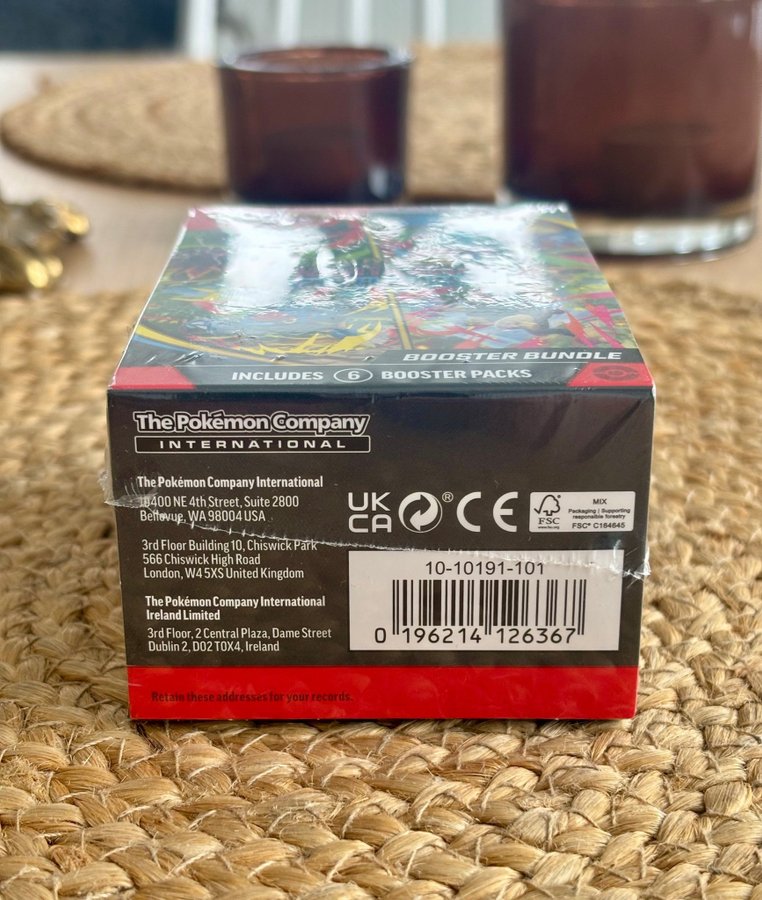 BOOSTER BUNDLE
INCLUDES 6 BOOSTER PACKS
The Pokémon Company
INTERNATIONAL
The Pokémon Company International
10400 NE 4th Street, Suite 2800
Bellevue, WA 98004 USA
3rd Floor Building 10, Chiswick Park
566 Chiswick High Road
London, W4 5XS United Kingdom
The Pokémon Company International
Ireland Limited
3rd Floor, 2 Central Plaza, Dame Street
Dublin 2, D02 T0X4, Ireland
UK
CA
®
CE
FSC
www.fsc.org
MIX
Packaging | Supporting
responsible forestry
FSC® C184645
10-10191-101
0 196214 126367
Retain these addresses for your records.